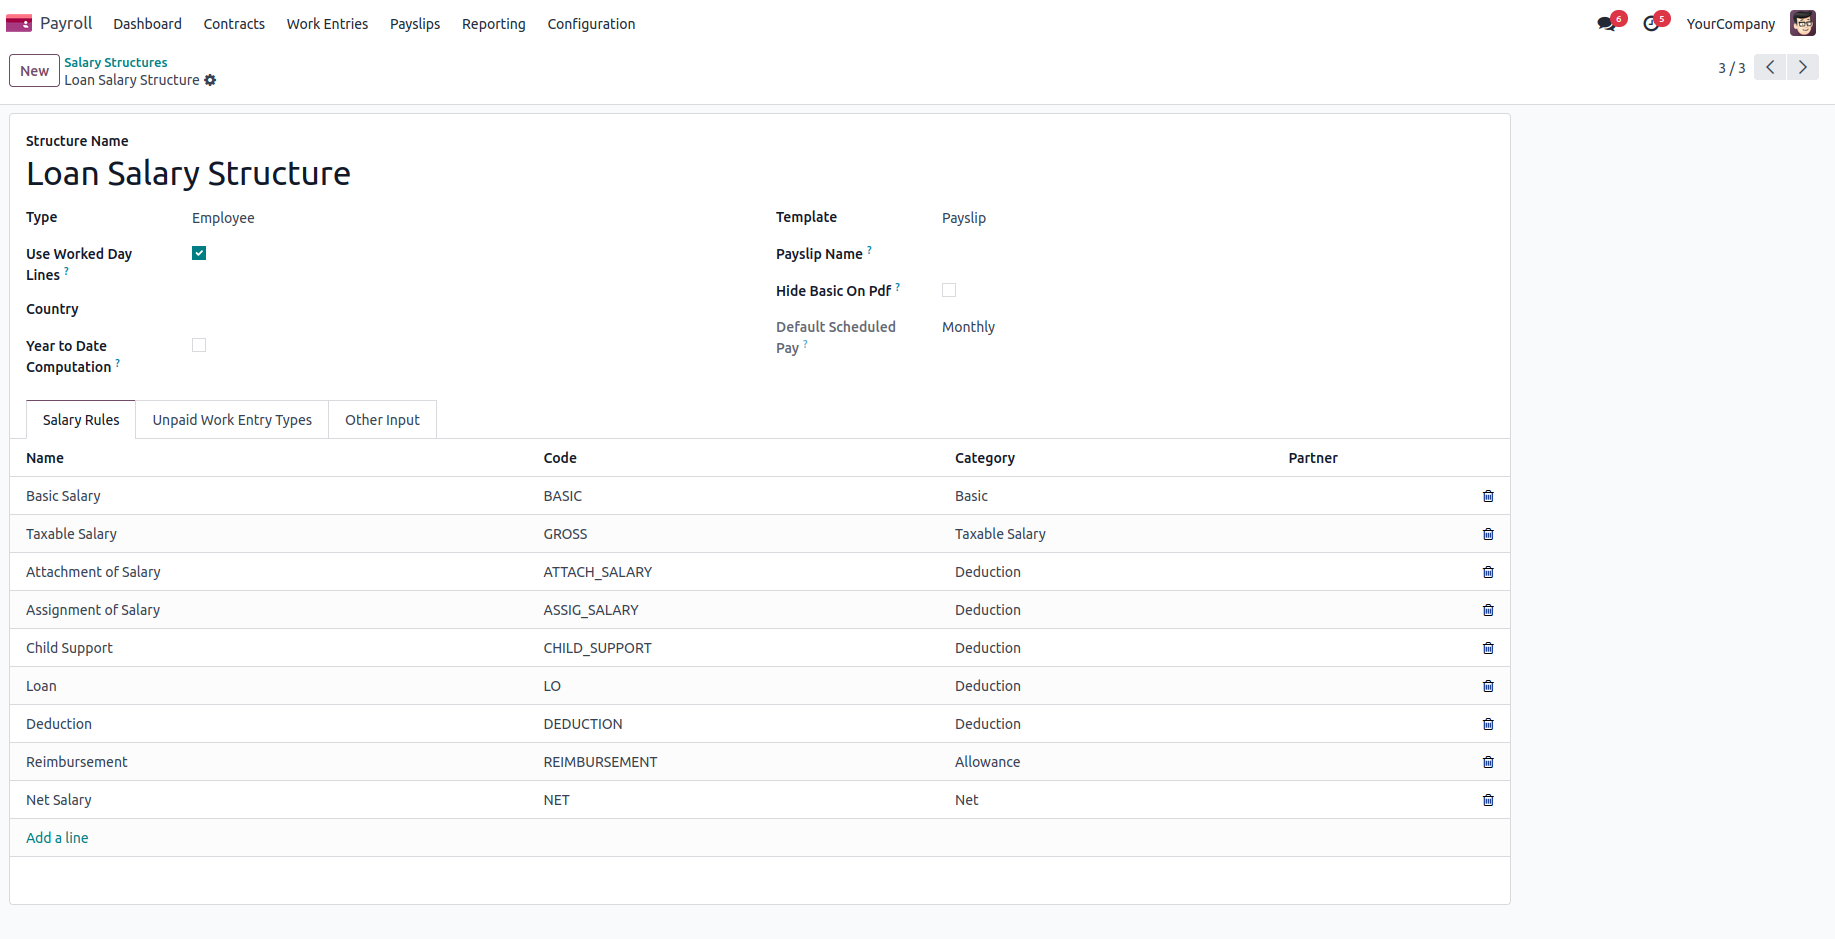 Payroll Dashboard Contracts Work Entries Payslips Reporting Configuration 6 5 YourCompany
New Salary Structures
Loan Salary Structure 3 / 3
Structure Name
Loan Salary Structure
Type Employee Template Payslip
Use Worked Day Payslip Name ?
Lines ?
Hide Basic On Pdf ?
Country
Default Scheduled Monthly
Pay ?
Year to Date
Computation ?
Salary Rules Unpaid Work Entry Types Other Input
Name Code Category Partner
Basic Salary BASIC Basic
Taxable Salary GROSS Taxable Salary
Attachment of Salary ATTACH_SALARY Deduction
Assignment of Salary ASSIG_SALARY Deduction
Child Support CHILD_SUPPORT Deduction
Loan LO Deduction
Deduction DEDUCTION Deduction
Reimbursement REIMBURSEMENT Allowance
Net Salary NET Net
Add a line